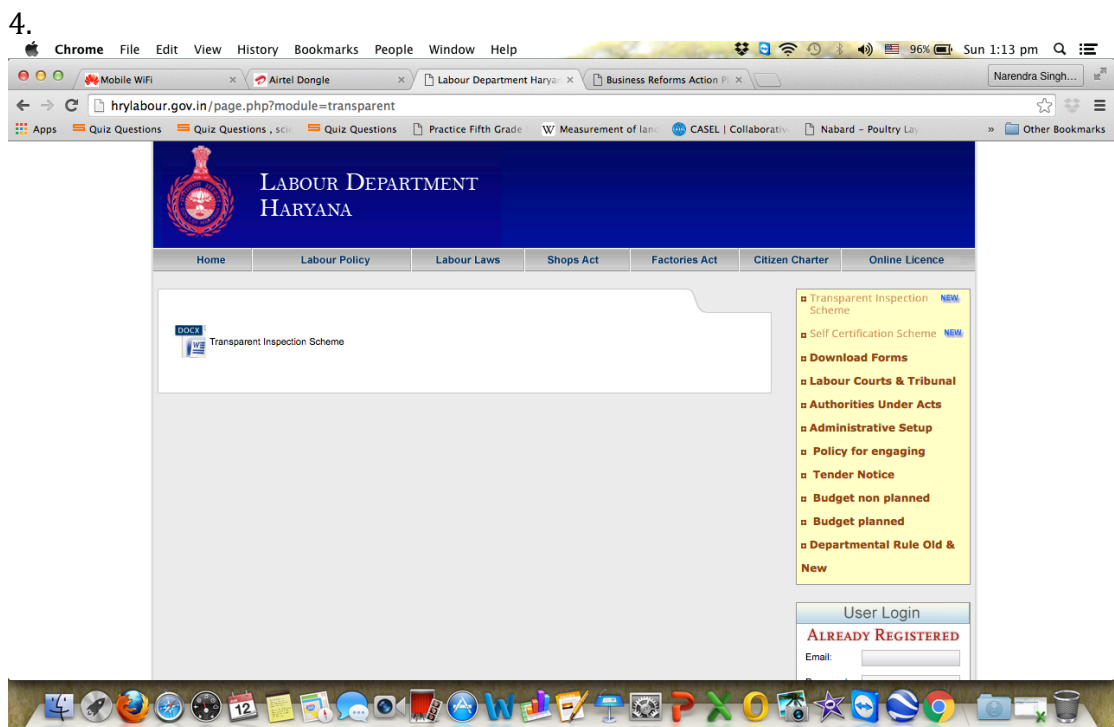 4.
Chrome File Edit View History Bookmarks People Window Help 96% Sun 1:13 pm
Mobile WiFi Airtel Dongle Labour Department Haryan Business Reforms Action Pl Narendra Singh...
hrylabour.gov.in/page.php?module=transparent
Apps Quiz Questions Quiz Questions , scie Quiz Questions Practice Fifth Grade W Measurement of land CASEL | Collaborativ Nabard – Poultry Lay » Other Bookmarks
LABOUR DEPARTMENT
HARYANA
Home Labour Policy Labour Laws Shops Act Factories Act Citizen Charter Online Licence
Transparent Inspection NEW
Scheme
Self Certification Scheme NEW
Download Forms
Labour Courts & Tribunal
Authorities Under Acts
Administrative Setup
Policy for engaging
Tender Notice
Budget non planned
Budget planned
Departmental Rule Old &
New
DOCX
Transparent Inspection Scheme
User Login
ALREADY REGISTERED
Email:
12